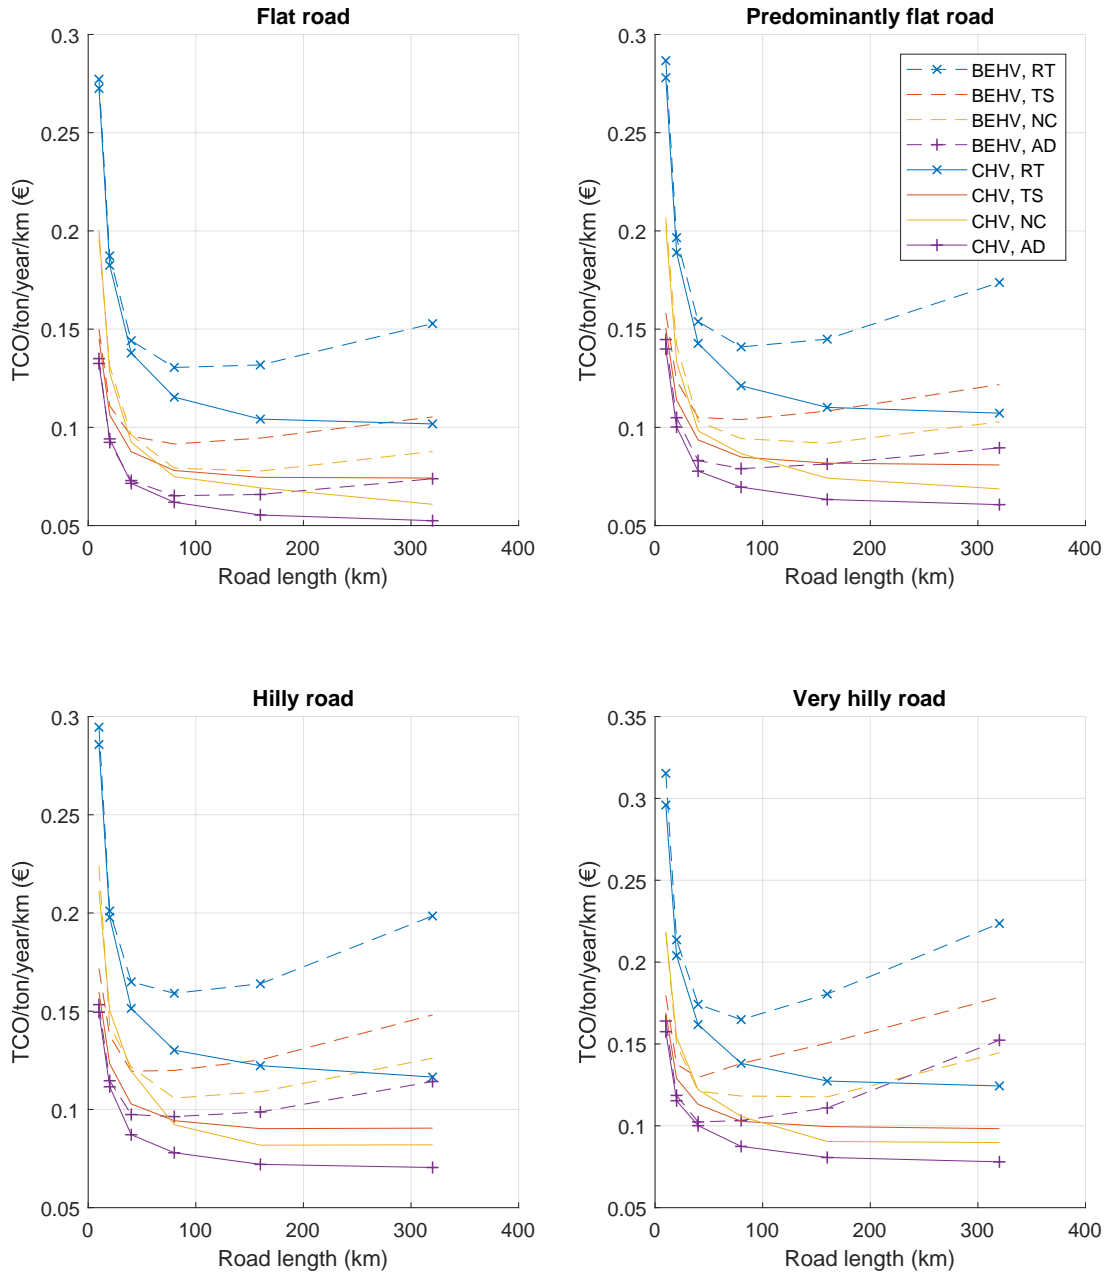 Flat road
0.3
0.25
0.2
0.15
0.1
0.05
TCO/ton/year/km (€)
0 100 200 300 400
Road length (km)
Predominantly flat road
0.3
0.25
0.2
0.15
0.1
0.05
TCO/ton/year/km (€)
0 100 200 300 400
Road length (km)
BEHV, RT
BEHV, TS
BEHV, NC
BEHV, AD
CHV, RT
CHV, TS
CHV, NC
CHV, AD
Hilly road
0.3
0.25
0.2
0.15
0.1
0.05
TCO/ton/year/km (€)
0 100 200 300 400
Road length (km)
Very hilly road
0.35
0.3
0.25
0.2
0.15
0.1
0.05
TCO/ton/year/km (€)
0 100 200 300 400
Road length (km)